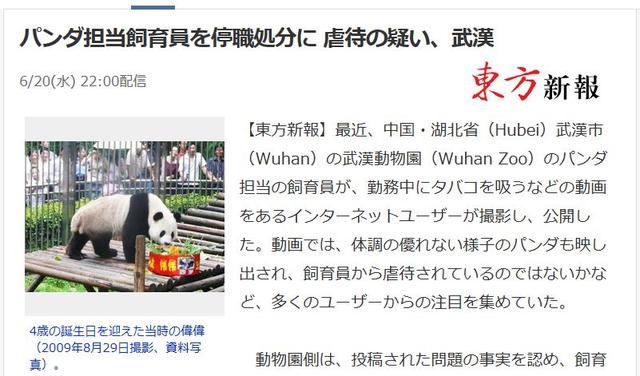 パンダ担当飼育員を停職処分に 虐待の疑い、武漢
6/20(水) 22:00配信
東方新報
【東方新報】最近、中国・湖北省（Hubei）武漢市
（Wuhan）の武漢動物園（Wuhan Zoo）のパンダ
担当の飼育員が、勤務中にタバコを吸うなどの動画
をあるインターネットユーザーが撮影し、公開し
た。動画では、体調の優れない様子のパンダも映し
出され、飼育員から虐待されているのではないかな
ど、多くのユーザーからの注目を集めていた。
4歳の誕生日を迎えた当時の偉偉
（2009年8月29日撮影、資料写
真）。
動物園側は、投稿された問題の事実を認め、飼育